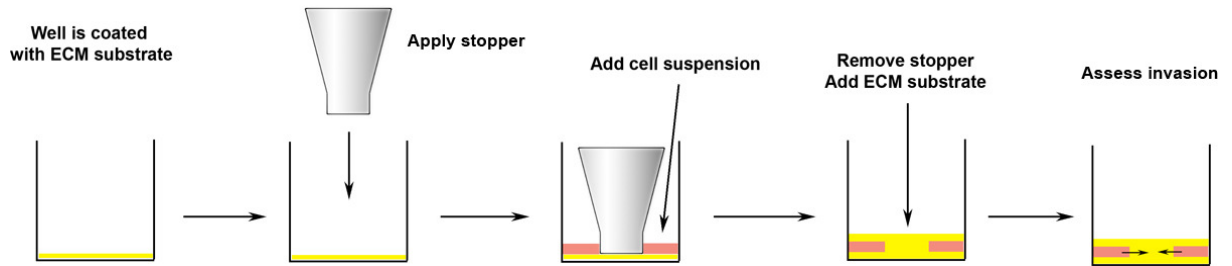 Well is coated
with ECM substrate
Apply stopper
Add cell suspension
Remove stopper
Add ECM substrate
Assess invasion